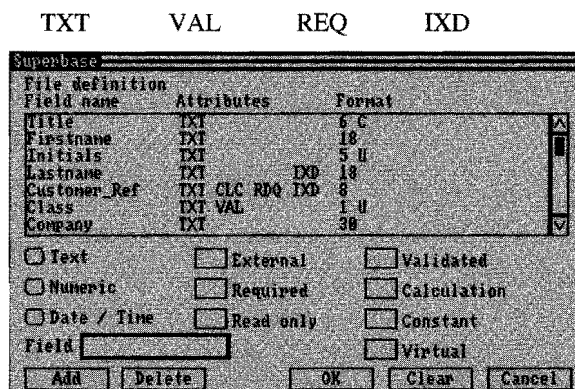 TXT VAL REQ IXD
Superbase
File definition
Field name Attributes Format
Title TXT 6 C
Firstname TXT 18
Initials TXT 5 U
Lastname TXT IXD 18
Customer_Ref TXT CLC RDQ IXD 8
Class TXT VAL 1 U
Company TXT 30
Text External Validated
Numeric Required Calculation
Date / Time Read only Constant
Field Virtual
Add Delete OK Clear Cancel